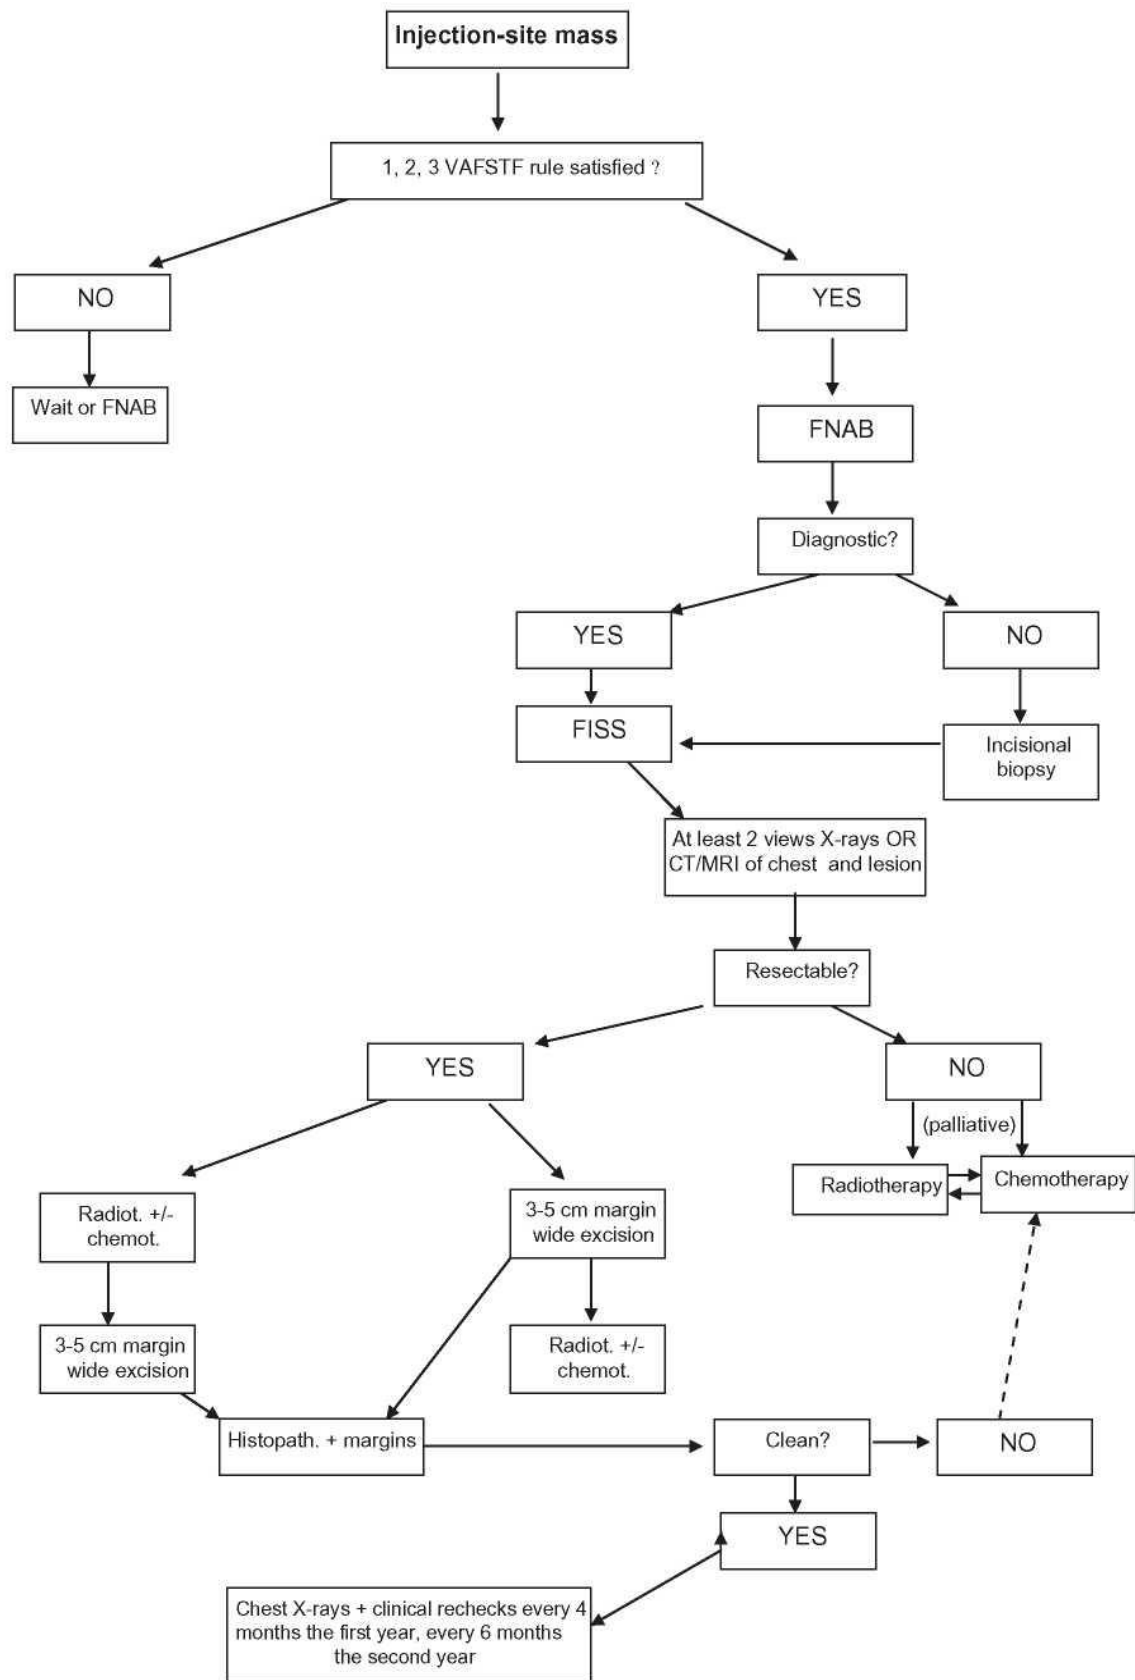 Injection-site mass
1, 2, 3 VAFSTF rule satisfied ?
NO
YES
Wait or FNAB
FNAB
Diagnostic?
YES
NO
FISS
Incisional
biopsy
At least 2 views X-rays OR
CT/MRI of chest and lesion
Resectable?
YES
NO
(palliative)
Radiotherapy
Chemotherapy
Radiot. +/-
chemot.
3-5 cm margin
wide excision
3-5 cm margin
wide excision
Radiot. +/-
chemot.
Histopath. + margins
Clean?
NO
YES
Chest X-rays + clinical rechecks every 4
months the first year, every 6 months
the second year